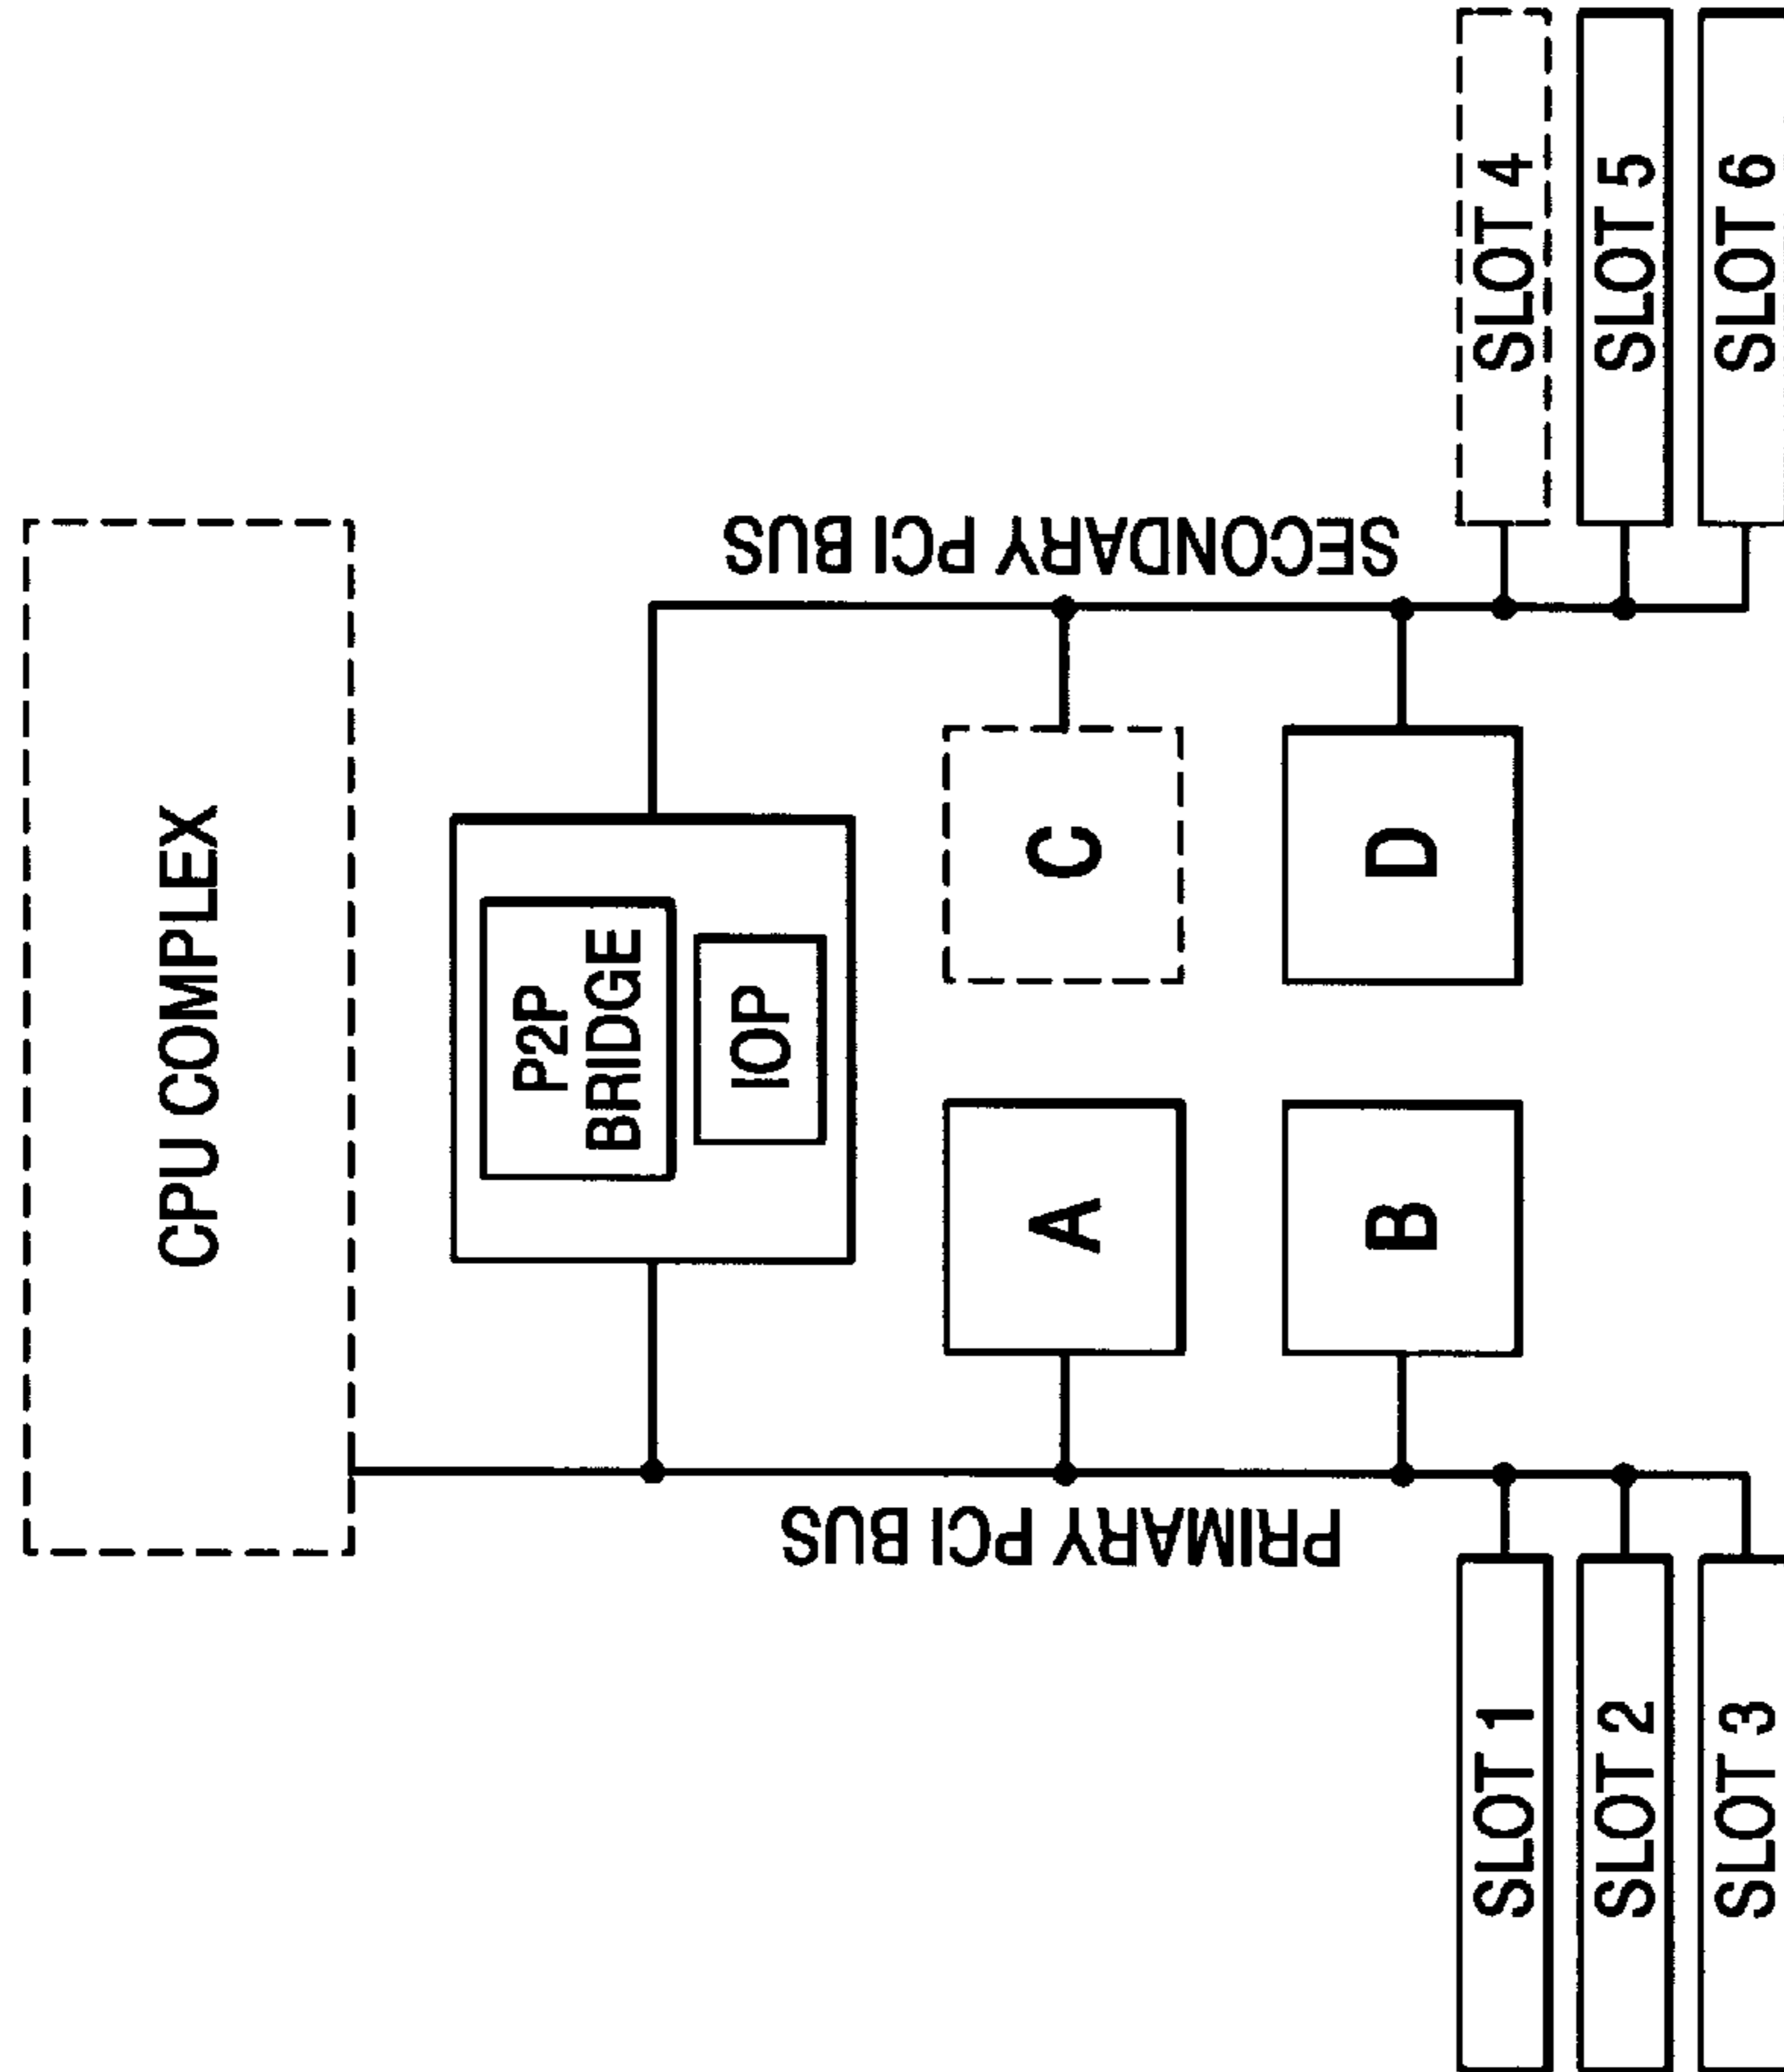 CPU COMPLEX
P2P
BRIDGE
IOP
PRIMARY PCI BUS
SECONDARY PCI BUS
A
C
B
D
SLOT 1
SLOT 2
SLOT 3
SLOT 4
SLOT 5
SLOT 6